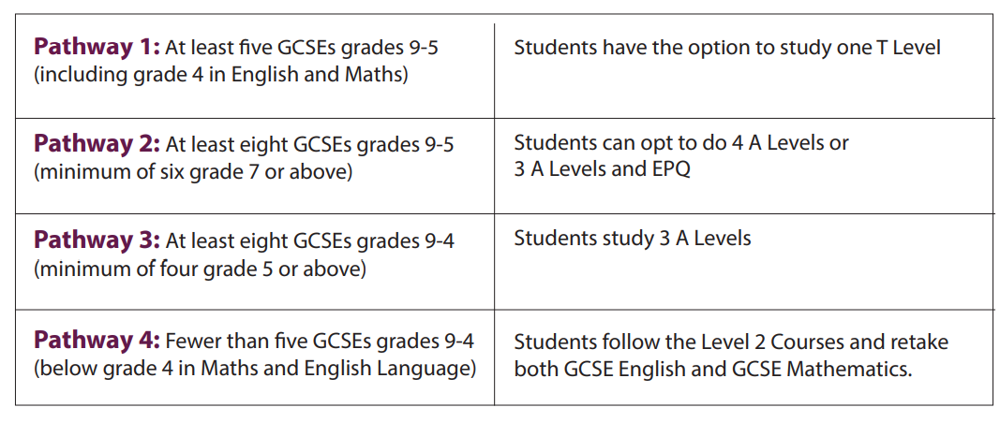 Pathway 1: At least five GCSEs grades 9-5
(including grade 4 in English and Maths)
Students have the option to study one T Level
Pathway 2: At least eight GCSEs grades 9-5
(minimum of six grade 7 or above)
Students can opt to do 4 A Levels or
3 A Levels and EPQ
Pathway 3: At least eight GCSEs grades 9-4
(minimum of four grade 5 or above)
Students study 3 A Levels
Pathway 4: Fewer than five GCSEs grades 9-4
(below grade 4 in Maths and English Language)
Students follow the Level 2 Courses and retake
both GCSE English and GCSE Mathematics.